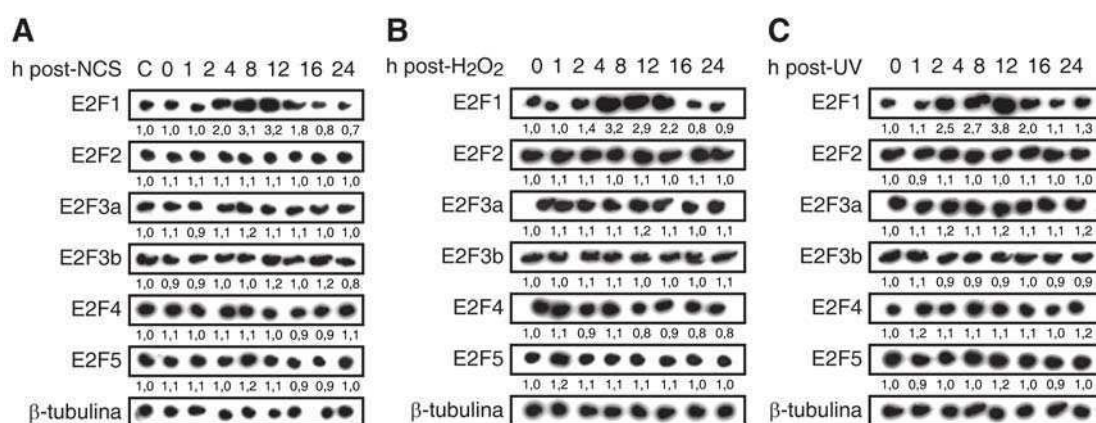 A
h post-NCS C 0 1 2 4 8 12 16 24
E2F1
1,0 1,0 1,0 2,0 3,1 3,2 1,8 0,8 0,7
E2F2
1,0 1,1 1,1 1,1 1,1 1,1 1,0 1,0 1,0
E2F3a
1,0 1,1 0,9 1,1 1,2 1,1 1,1 1,0 1,0
E2F3b
1,0 0,9 0,9 1,0 1,0 1,2 1,0 1,2 0,8
E2F4
1,0 1,1 1,0 1,1 1,1 1,0 0,9 0,9 1,1
E2F5
1,0 1,1 1,1 1,0 1,2 1,1 0,9 0,9 1,0
β-tubulina
B
h post-H2O2 0 1 2 4 8 12 16 24
E2F1
1,0 1,0 1,4 3,2 2,9 2,2 0,8 0,9
E2F2
1,0 1,1 1,0 1,1 1,1 1,0 1,1 1,0
E2F3a
1,0 1,1 1,1 1,1 1,2 1,1 1,0 1,1
E2F3b
1,0 1,0 1,1 1,1 1,0 1,0 1,0 1,1
E2F4
1,0 1,1 0,9 1,1 0,8 0,9 0,8 0,8
E2F5
1,0 1,2 1,1 1,1 1,1 1,0 1,0 1,1
β-tubulina
C
h post-UV 0 1 2 4 8 12 16 24
E2F1
1,0 1,1 2,5 2,7 3,8 2,0 1,1 1,3
E2F2
1,0 0,9 1,0 1,0 1,0 1,1 1,0 1,0
E2F3a
1,0 1,1 1,2 1,1 1,2 1,1 1,1 1,2
E2F3b
1,0 1,1 0,9 0,9 0,9 1,0 0,9 0,9
E2F4
1,0 1,2 1,1 1,1 1,1 1,1 1,0 1,2
E2F5
1,0 0,9 1,0 1,1 1,2 1,0 0,9 1,0
β-tubulina